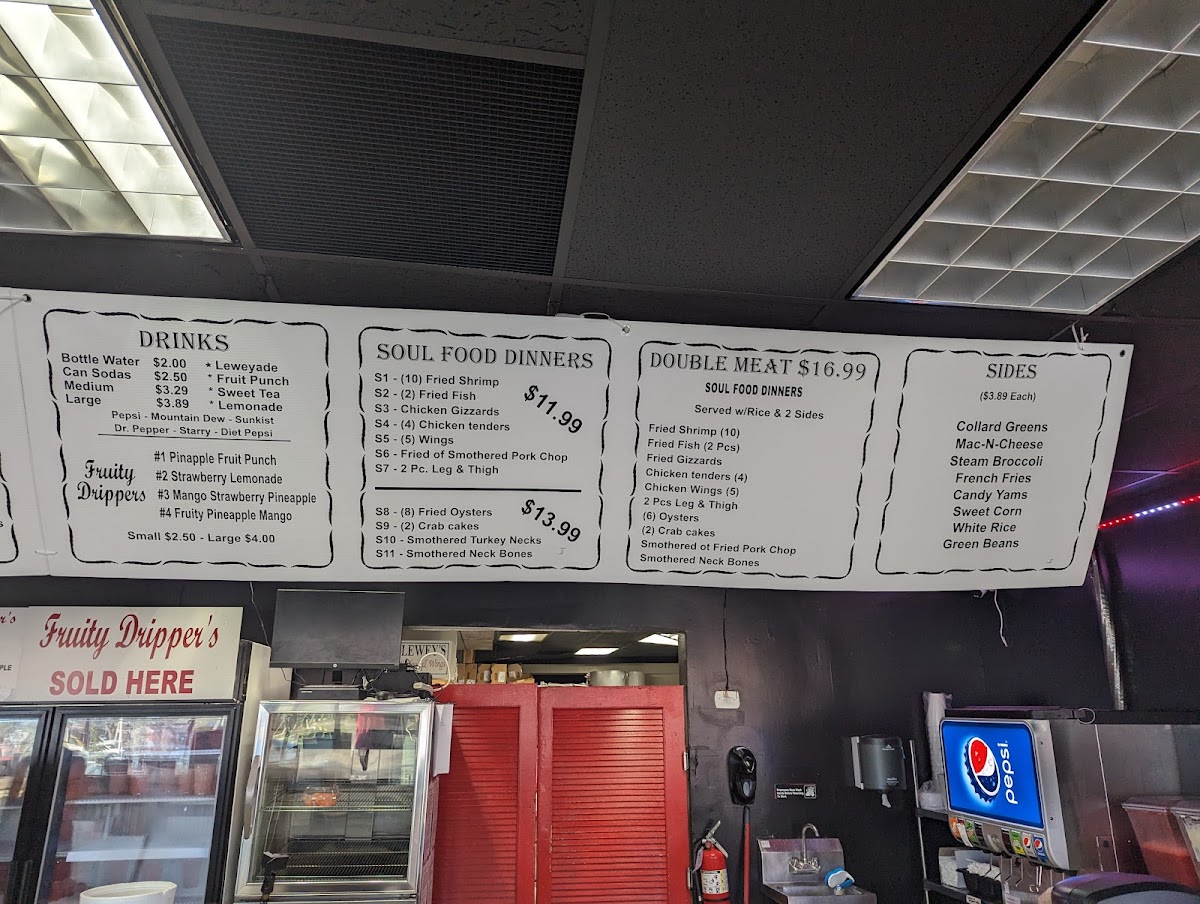 DRINKS
Bottle Water $2.00 * Leweyade
Can Sodas $2.50 * Fruit Punch
Medium $3.29 * Sweet Tea
Large $3.89 * Lemonade
Pepsi - Mountain Dew - Sunkist
Dr. Pepper - Starry - Diet Pepsi
Fruity Drippers
#1 Pinapple Fruit Punch
#2 Strawberry Lemonade
#3 Mango Strawberry Pineapple
#4 Fruity Pineapple Mango
Small $2.50 - Large $4.00
SOUL FOOD DINNERS
S1 - (10) Fried Shrimp
S2 - (2) Fried Fish
S3 - Chicken Gizzards
S4 - (4) Chicken tenders
S5 - (5) Wings
S6 - Fried of Smothered Pork Chop
S7 - 2 Pc. Leg & Thigh
$11.99
S8 - (8) Fried Oysters
S9 - (2) Crab cakes
S10 - Smothered Turkey Necks
S11 - Smothered Neck Bones
$13.99
DOUBLE MEAT $16.99
SOUL FOOD DINNERS
Served w/Rice & 2 Sides
Fried Shrimp (10)
Fried Fish (2 Pcs)
Fried Gizzards
Chicken tenders (4)
Chicken Wings (5)
2 Pcs Leg & Thigh
(6) Oysters
(2) Crab cakes
Smothered ot Fried Pork Chop
Smothered Neck Bones
SIDES
($3.89 Each)
Collard Greens
Mac-N-Cheese
Steam Broccoli
French Fries
Candy Yams
Sweet Corn
White Rice
Green Beans
Fruity Dripper's
SOLD HERE
LEWEY'S
Wings
pepsi